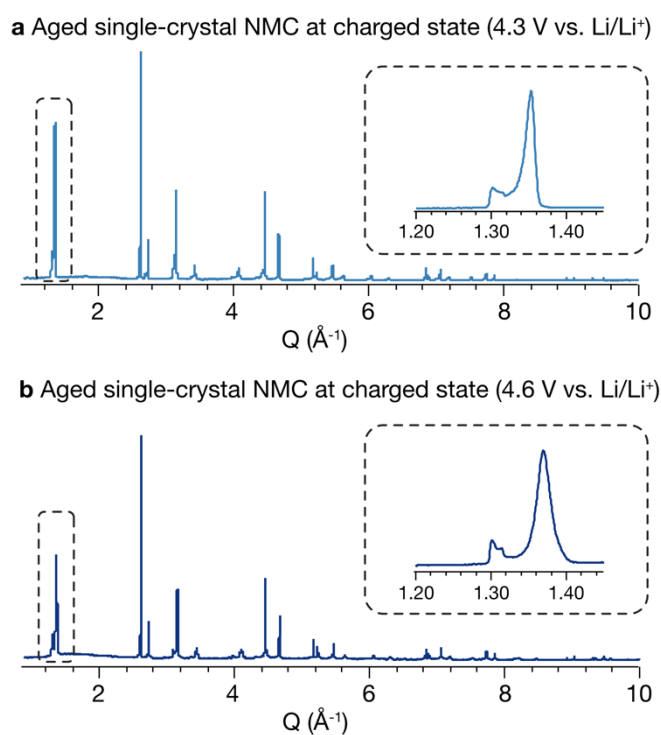 a Aged single-crystal NMC at charged state (4.3 V vs. Li/Li⁺)
1.20 1.30 1.40
2 4 6 8 10
Q (Å⁻¹)
b Aged single-crystal NMC at charged state (4.6 V vs. Li/Li⁺)
1.20 1.30 1.40
2 4 6 8 10
Q (Å⁻¹)